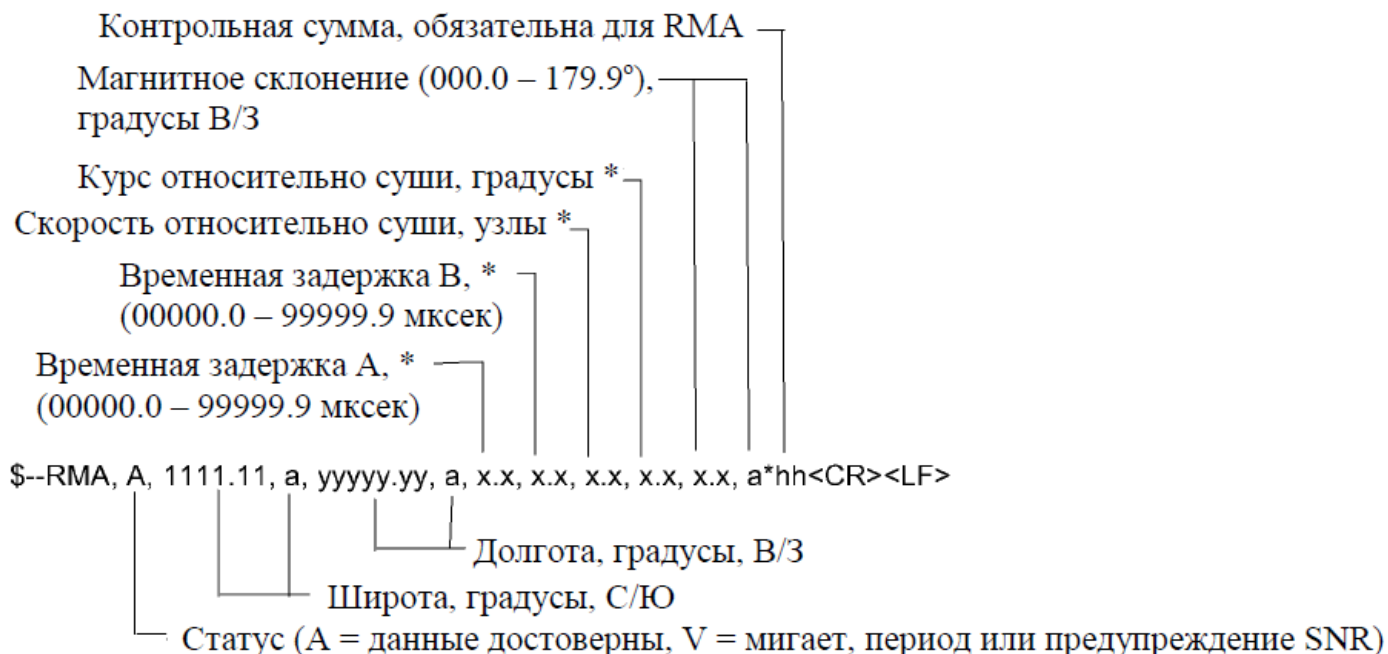 Контрольная сумма, обязательна для RMA
Магнитное склонение (000.0 – 179.9°),
градусы В/З
Курс относительно суши, градусы *
Скорость относительно суши, узлы *
Временная задержка В, *
(00000.0 – 99999.9 мксек)
Временная задержка А, *
(00000.0 – 99999.9 мксек)
$--RMA, A, 1111.11, a, yyyyy.yy, a, x.x, x.x, x.x, x.x, x.x, a*hh<CR><LF>
Долгота, градусы, В/З
Широта, градусы, С/Ю
Статус (А = данные достоверны, V = мигает, период или предупреждение SNR)